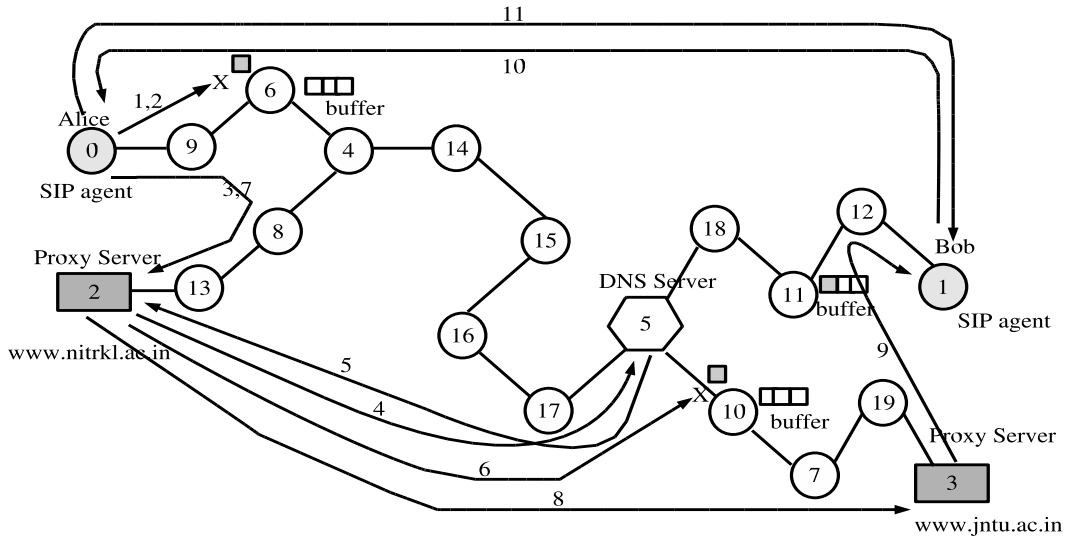 11
10
X
6
buffer
1,2
Alice
0
9
4
14
SIP agent
3,7
8
12
15
18
Bob
Proxy Server
DNS Server
2
13
11
buffer
1
SIP agent
5
16
www.nitrkl.ac.in
5
9
4
17
X
10
buffer
19
Proxy Server
6
7
3
8
www.jntu.ac.in